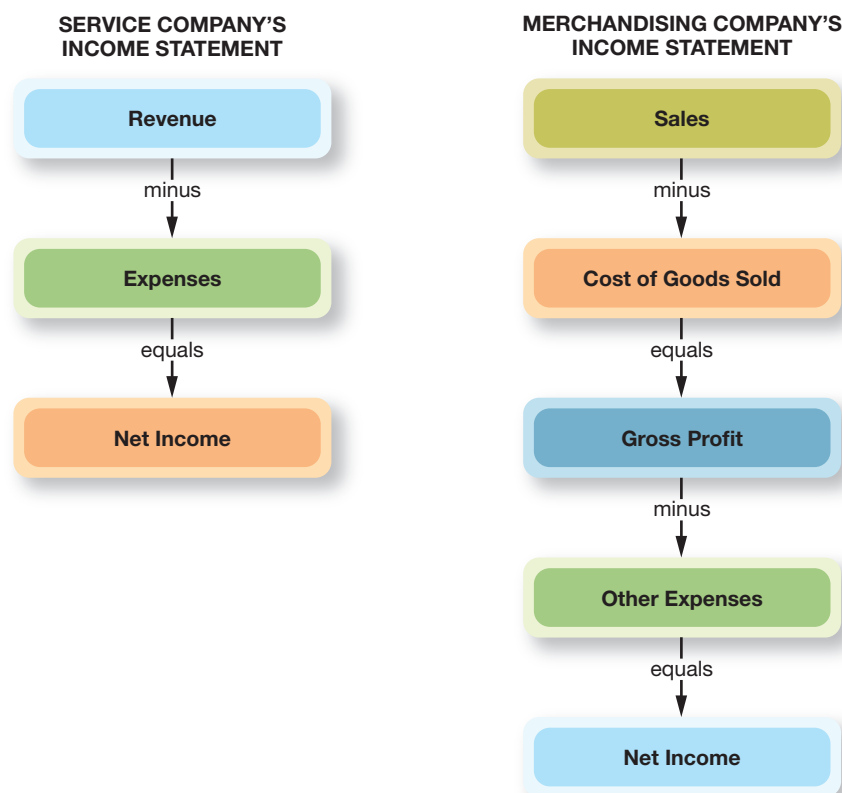 SERVICE COMPANY'S
INCOME STATEMENT
Revenue
minus
Expenses
equals
Net Income
MERCHANDISING COMPANY'S
INCOME STATEMENT
Sales
minus
Cost of Goods Sold
equals
Gross Profit
minus
Other Expenses
equals
Net Income